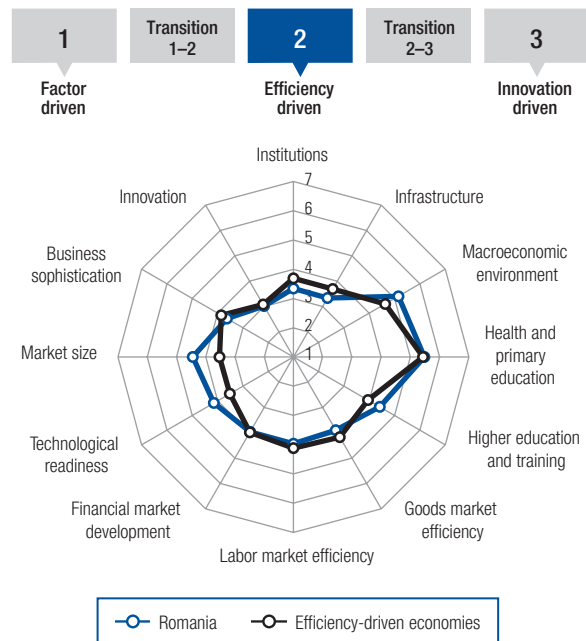 1
Transition
1–2
2
Transition
2–3
3
Factor
driven
Efficiency
driven
Innovation
driven
Institutions
7
6
5
4
3
2
1
Infrastructure
Macroeconomic
environment
Health and
primary
education
Higher education
and training
Goods market
efficiency
Labor market efficiency
Financial market
development
Technological
readiness
Market size
Business
sophistication
Innovation
Romania
Efficiency-driven economies